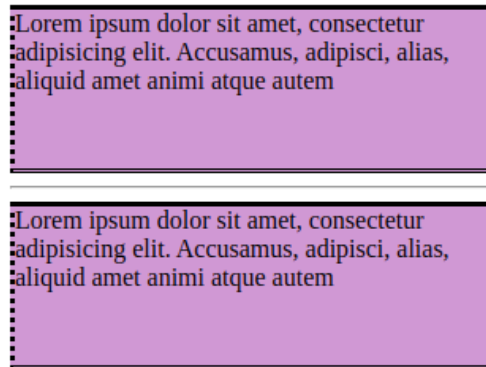 Lorem ipsum dolor sit amet, consectetur
adipisicing elit. Accusamus, adipisci, alias,
aliquid amet animi atque autem
Lorem ipsum dolor sit amet, consectetur
adipisicing elit. Accusamus, adipisci, alias,
aliquid amet animi atque autem